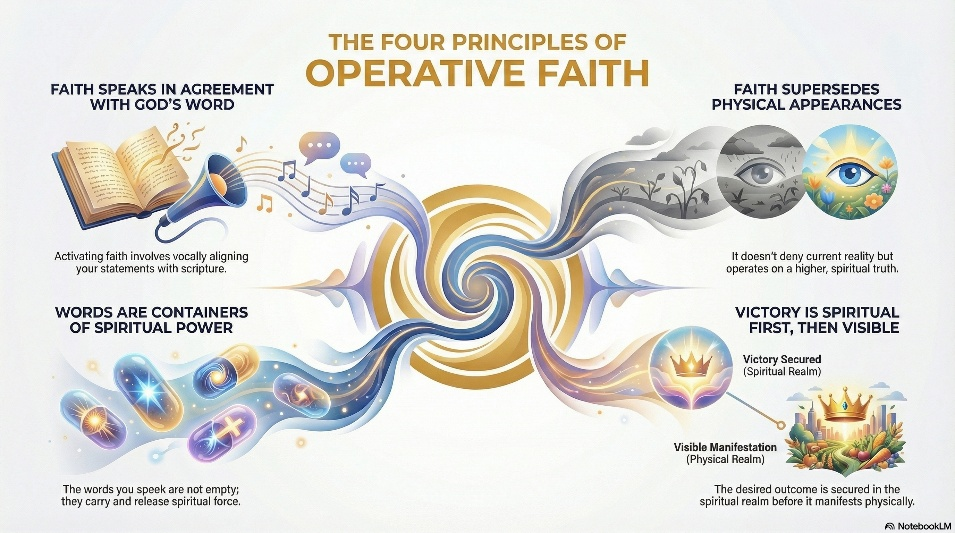 THE FOUR PRINCIPLES OF
OPERATIVE FAITH
FAITH SPEAKS IN AGREEMENT
WITH GOD'S WORD
Activating faith involves vocally aligning
your statements with scripture.
FAITH SUPERSEDES
PHYSICAL APPEARANCES
It doesn't deny current reality but
operates on a higher, spiritual truth.
WORDS ARE CONTAINERS
OF SPIRITUAL POWER
The words you speek are not empty;
they carry and release spiritual force.
VICTORY IS SPIRITUAL
FIRST, THEN VISIBLE
Victory Secured
(Spiritual Realm)
Visible Manifestation
(Physical Realm)
The desired outcome is secured in the
spiritual realm before it manifests physically.
NotebookLM